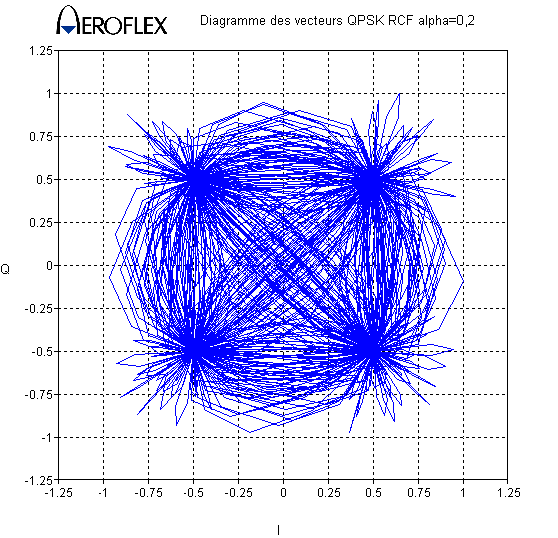 AEROFLEX
Diagramme des vecteurs QPSK RCF alpha=0,2
1.25
1
0.75
0.5
0.25
0
-0.25
-0.5
-0.75
-1
-1.25
Q
-1.25 -1 -0.75 -0.5 -0.25 0 0.25 0.5 0.75 1 1.25
I